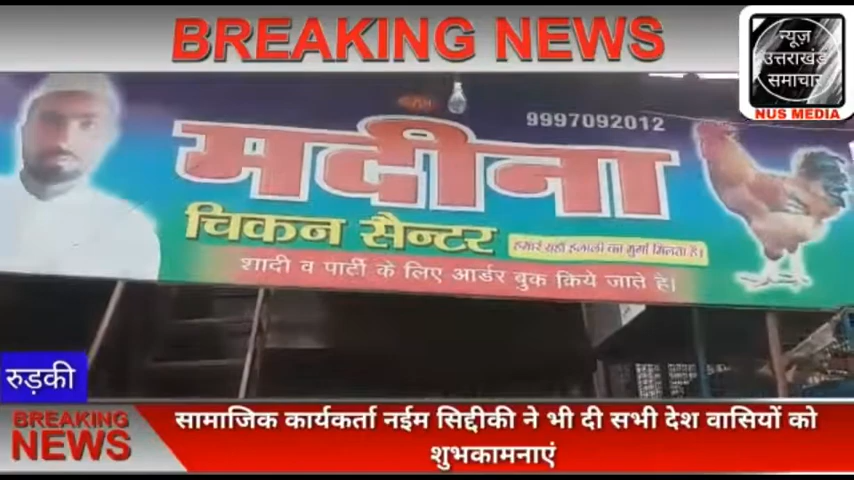 BREAKING NEWS
न्यूज़
उत्तराखंड
समाचार
NUS MEDIA
9997092012
मदीना
चिकन सैन्टर
हमारे यहाँ हलाली का मुर्गा मिलता है।
शादी व पार्टी के लिए आर्डर बुक किये जाते है।
रुड़की
BREAKING
NEWS
सामाजिक कार्यकर्ता नईम सिद्दीकी ने भी दी सभी देश वासियों को
शुभकामनाएं